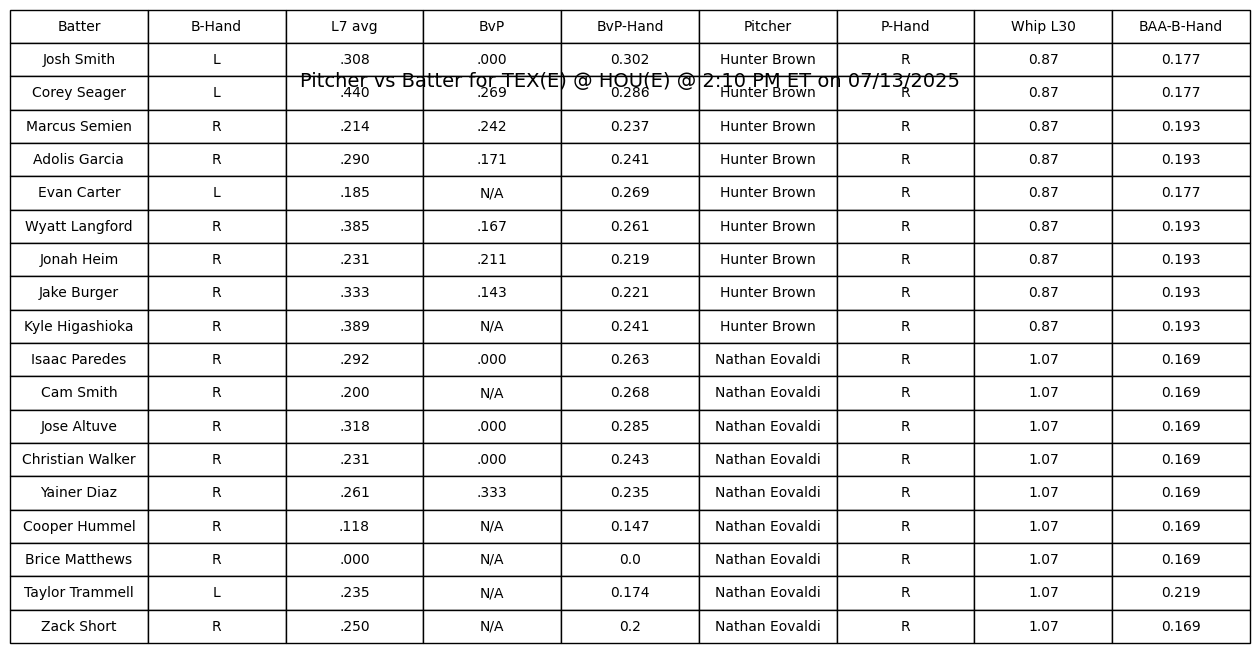 Batter B-Hand L7 avg BvP BvP-Hand Pitcher P-Hand Whip L30 BAA-B-Hand
Josh Smith L .308 .000 0.302 Hunter Brown R 0.87 0.177
Pitcher vs Batter for TEX(E) @ HOU(E) @ 2:10 PM ET on 07/13/2025
Corey Seager L .440 .269 0.286 Hunter Brown R 0.87 0.177
Marcus Semien R .214 .242 0.237 Hunter Brown R 0.87 0.193
Adolis Garcia R .290 .171 0.241 Hunter Brown R 0.87 0.193
Evan Carter L .185 N/A 0.269 Hunter Brown R 0.87 0.177
Wyatt Langford R .385 .167 0.261 Hunter Brown R 0.87 0.193
Jonah Heim R .231 .211 0.219 Hunter Brown R 0.87 0.193
Jake Burger R .333 .143 0.221 Hunter Brown R 0.87 0.193
Kyle Higashioka R .389 N/A 0.241 Hunter Brown R 0.87 0.193
Isaac Paredes R .292 .000 0.263 Nathan Eovaldi R 1.07 0.169
Cam Smith R .200 N/A 0.268 Nathan Eovaldi R 1.07 0.169
Jose Altuve R .318 .000 0.285 Nathan Eovaldi R 1.07 0.169
Christian Walker R .231 .000 0.243 Nathan Eovaldi R 1.07 0.169
Yainer Diaz R .261 .333 0.235 Nathan Eovaldi R 1.07 0.169
Cooper Hummel R .118 N/A 0.147 Nathan Eovaldi R 1.07 0.169
Brice Matthews R .000 N/A 0.0 Nathan Eovaldi R 1.07 0.169
Taylor Trammell L .235 N/A 0.174 Nathan Eovaldi R 1.07 0.219
Zack Short R .250 N/A 0.2 Nathan Eovaldi R 1.07 0.169